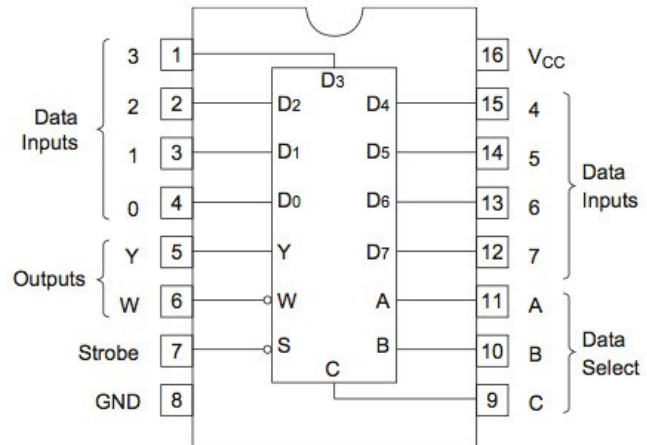 3 1 16 VCC
D3
2 2 D2 D4 15 4
Data
Inputs
1 3 D1 D5 14 5
Data
Inputs
0 4 D0 D6 13 6
Y 5 Y D7 12 7
Outputs
W 6 W A 11 A
Strobe 7 S B 10 B
Data
Select
GND 8 C 9 C